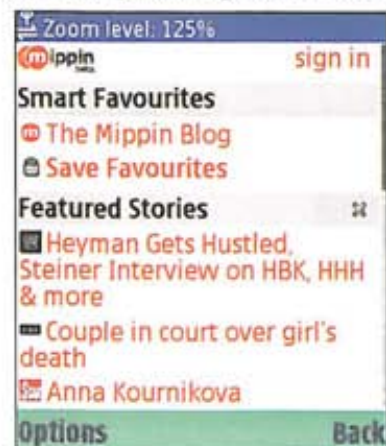 Zoom level: 125%
mippin sign in
beta
Smart Favourites
The Mippin Blog
Save Favourites
Featured Stories
Heyman Gets Hustled,
Steiner Interview on HBK, HHH
& more
Couple in court over girl's
death
Anna Kournikova
Options Back